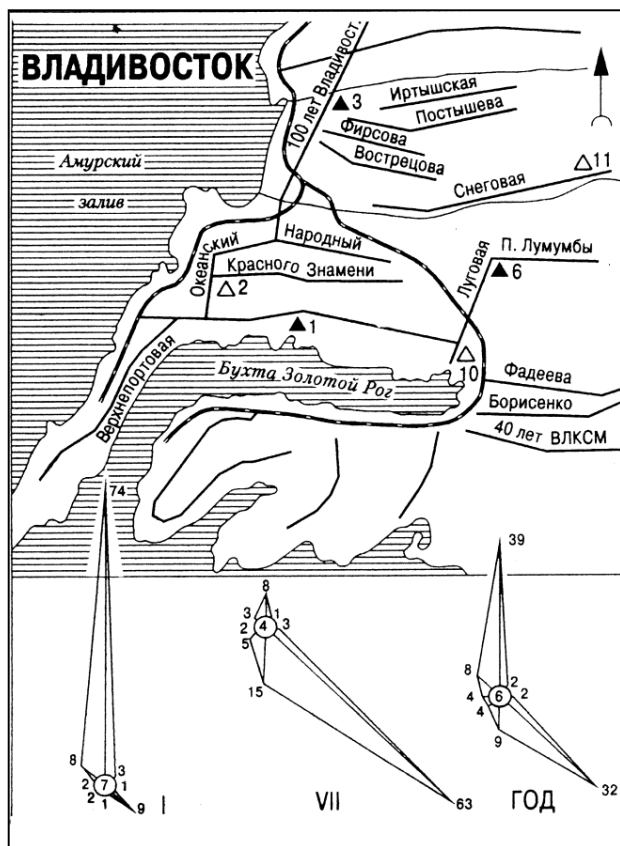 ВЛАДИВОСТОК
100 лет Владивост.
3
Иртышская
Постышева
Фирсова
Вострецова
11
Снеговая
Амурский
залив
Океанский
Народный
Красного Знамени
2
Луговая
П. Лумумбы
6
1
10
Бухта Золотой Рог
Верхнепортовая
Фадеева
Борисенко
40 лет ВЛКСМ
74
8
2
2
1
7
3
1
9
I
8
3
2
5
4
1
3
15
63
VII
39
8
4
4
6
2
2
9
32
ГОД